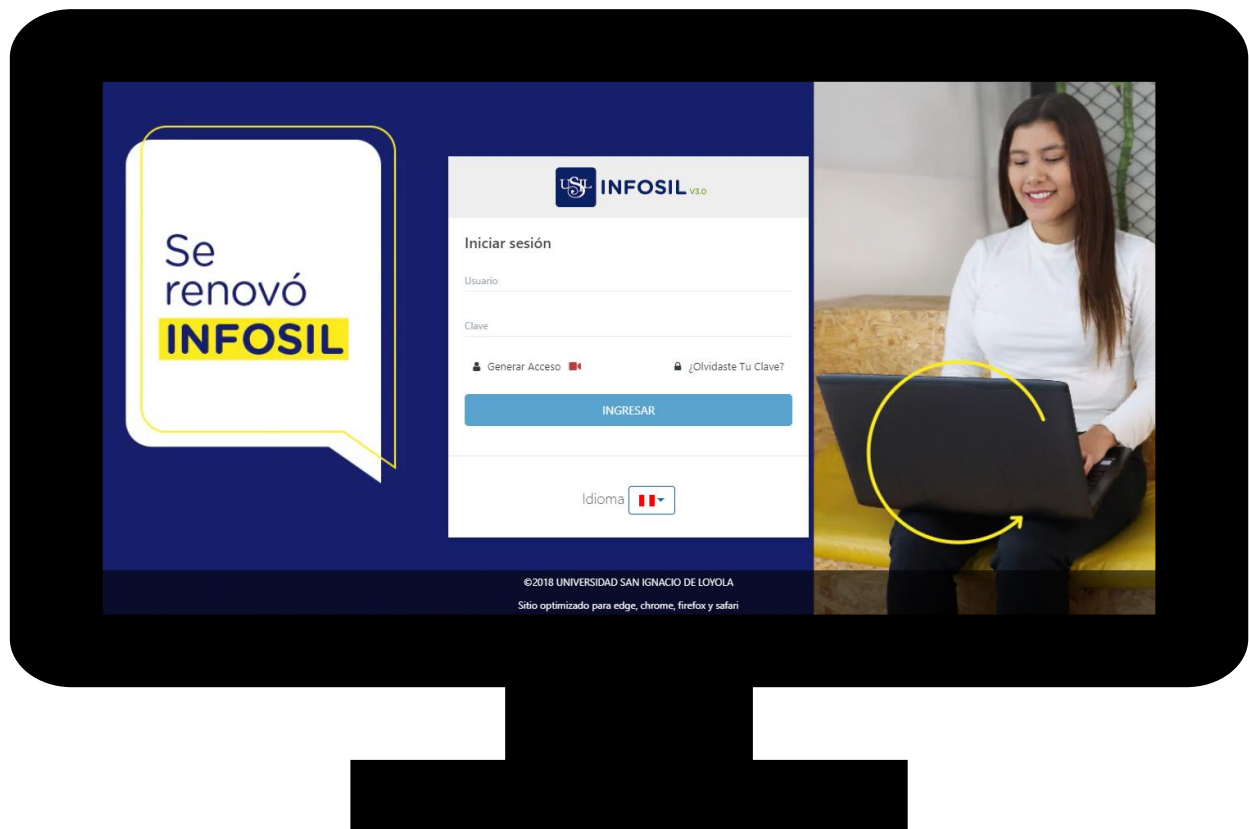 Se
renovó
INFOSIL
USIL INFOSIL V3.0
Iniciar sesión
Usuario
Clave
Generar Acceso
¿Olvidaste Tu Clave?
INGRESAR
Idioma
©2018 UNIVERSIDAD SAN IGNACIO DE LOYOLA
Sitio optimizado para edge, chrome, firefox y safari